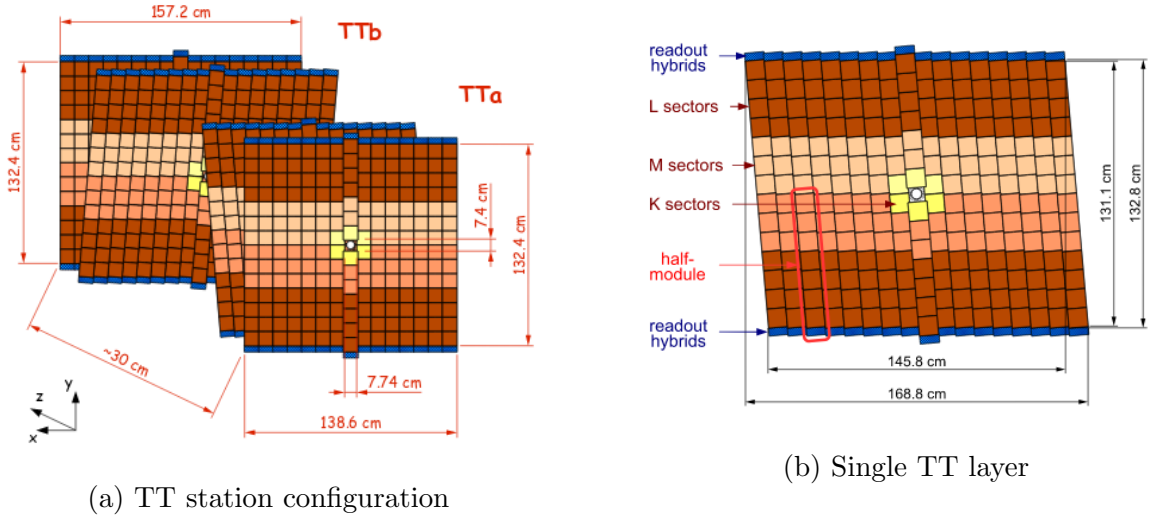 157.2 cm
TTb
TTa
132.4 cm
7.4 cm
132.4 cm
~30 cm
7.74 cm
138.6 cm
y
z
x
(a) TT station configuration
readout
hybrids
L sectors
M sectors
K sectors
half-
module
readout
hybrids
131.1 cm
132.8 cm
145.8 cm
168.8 cm
(b) Single TT layer